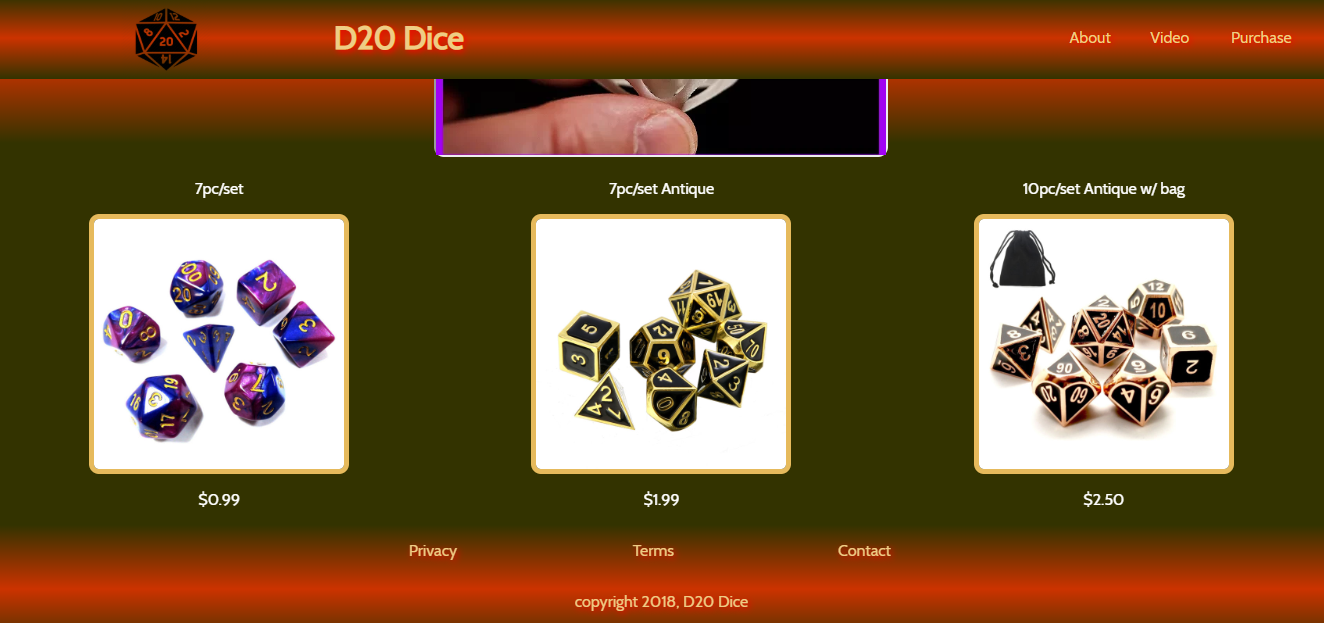 D20 Dice
About Video Purchase
7pc/set 7pc/set Antique 10pc/set Antique w/ bag
$0.99 $1.99 $2.50
Privacy Terms Contact
copyright 2018, D20 Dice